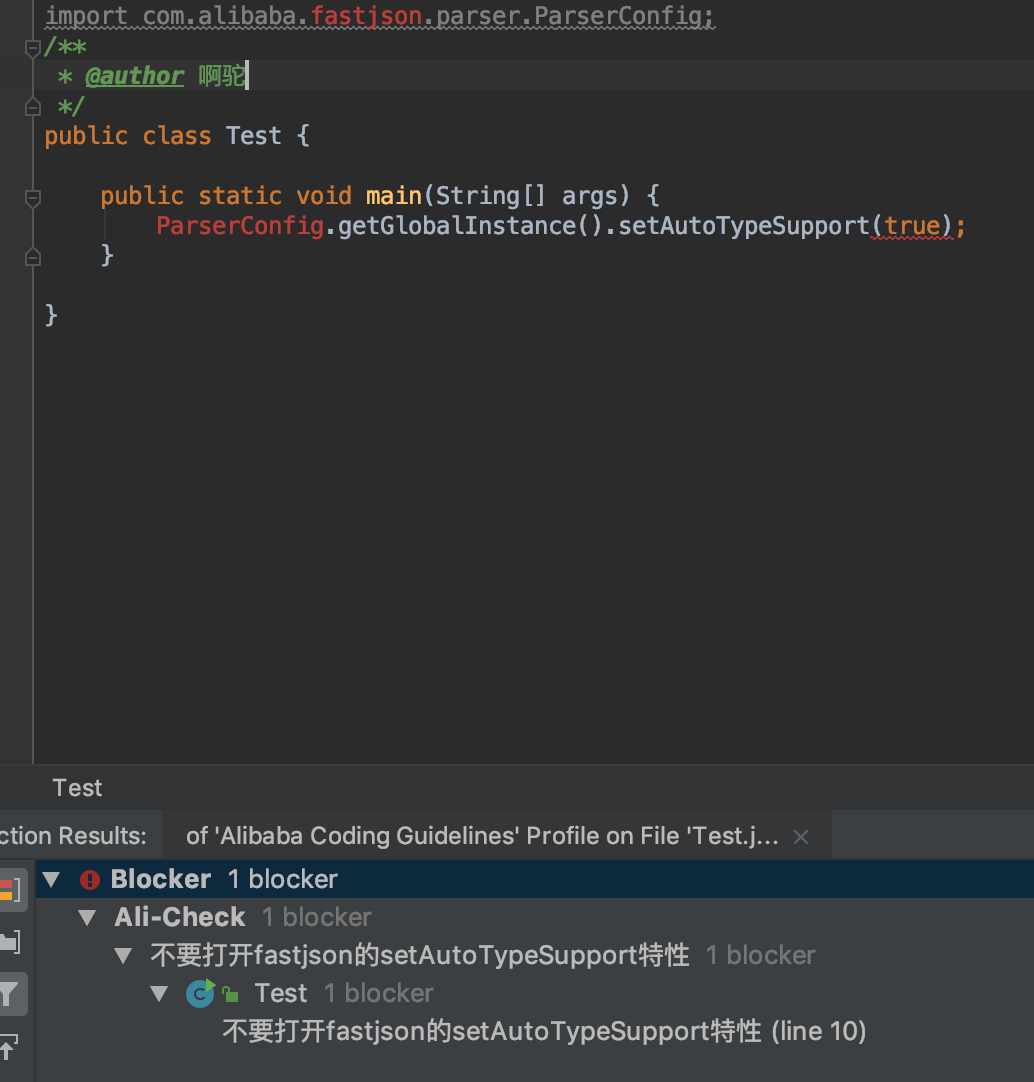 import com.alibaba.fastjson.parser.ParserConfig;
/**
 * @author 啊驼
 */
public class Test {
    public static void main(String[] args) {
        ParserConfig.getGlobalInstance().setAutoTypeSupport(true);
    }
}
Test
ction Results: of 'Alibaba Coding Guidelines' Profile on File 'Test.j... ×
Blocker 1 blocker
Ali-Check 1 blocker
不要打开fastjson的setAutoTypeSupport特性 1 blocker
C Test 1 blocker
不要打开fastjson的setAutoTypeSupport特性 (line 10)